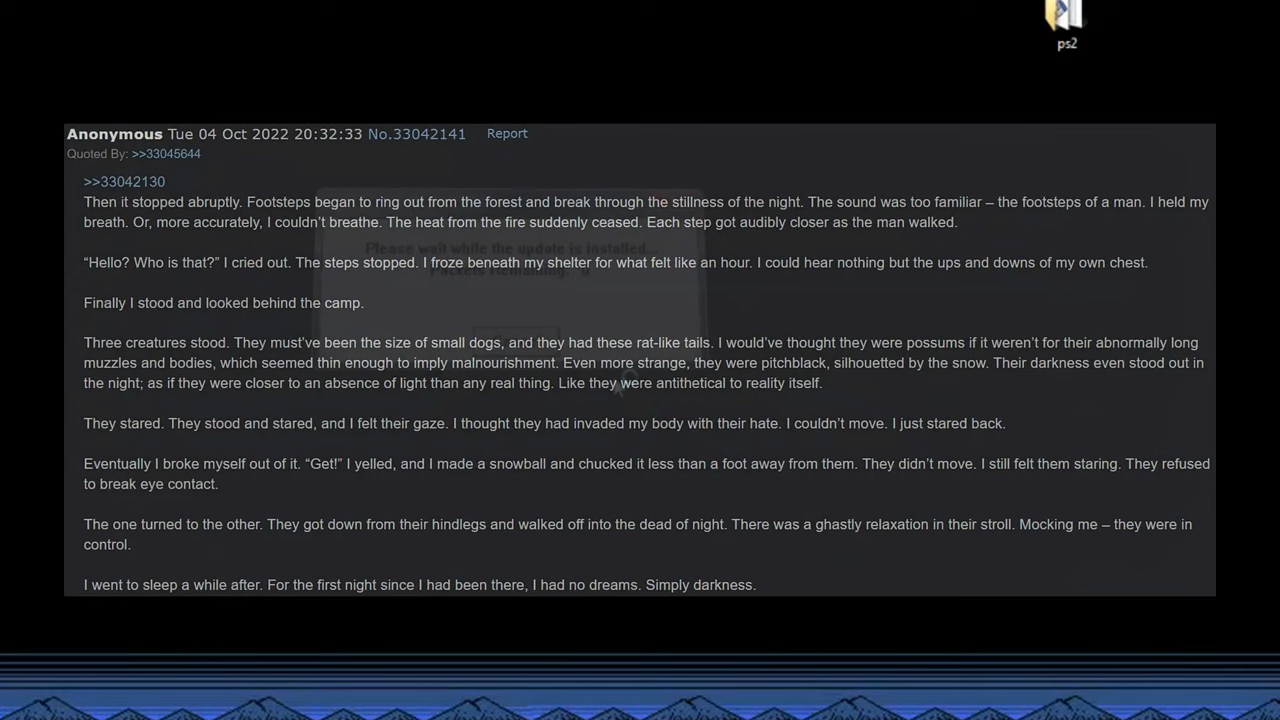 ps2
Anonymous Tue 04 Oct 2022 20:32:33 No.33042141 Report
Quoted By: >>33045644
>>33042130
Then it stopped abruptly. Footsteps began to ring out from the forest and break through the stillness of the night. The sound was too familiar – the footsteps of a man. I held my
breath. Or, more accurately, I couldn't breathe. The heat from the fire suddenly ceased. Each step got audibly closer as the man walked.
Please wait while the update is installed...
“Hello? Who is that?” I cried out. The steps stopped. I froze beneath my shelter for what felt like an hour. I could hear nothing but the ups and downs of my own chest.
Packets Remaining: 0
Finally I stood and looked behind the camp.
Three creatures stood. They must've been the size of small dogs, and they had these rat-like tails. I would've thought they were possums if it weren't for their abnormally long
muzzles and bodies, which seemed thin enough to imply malnourishment. Even more strange, they were pitchblack, silhouetted by the snow. Their darkness even stood out in
the night; as if they were closer to an absence of light than any real thing. Like they were antithetical to reality itself.
They stared. They stood and stared, and I felt their gaze. I thought they had invaded my body with their hate. I couldn't move. I just stared back.
Eventually I broke myself out of it. “Get!” I yelled, and I made a snowball and chucked it less than a foot away from them. They didn't move. I still felt them staring. They refused
to break eye contact.
The one turned to the other. They got down from their hindlegs and walked off into the dead of night. There was a ghastly relaxation in their stroll. Mocking me – they were in
control.
I went to sleep a while after. For the first night since I had been there, I had no dreams. Simply darkness.